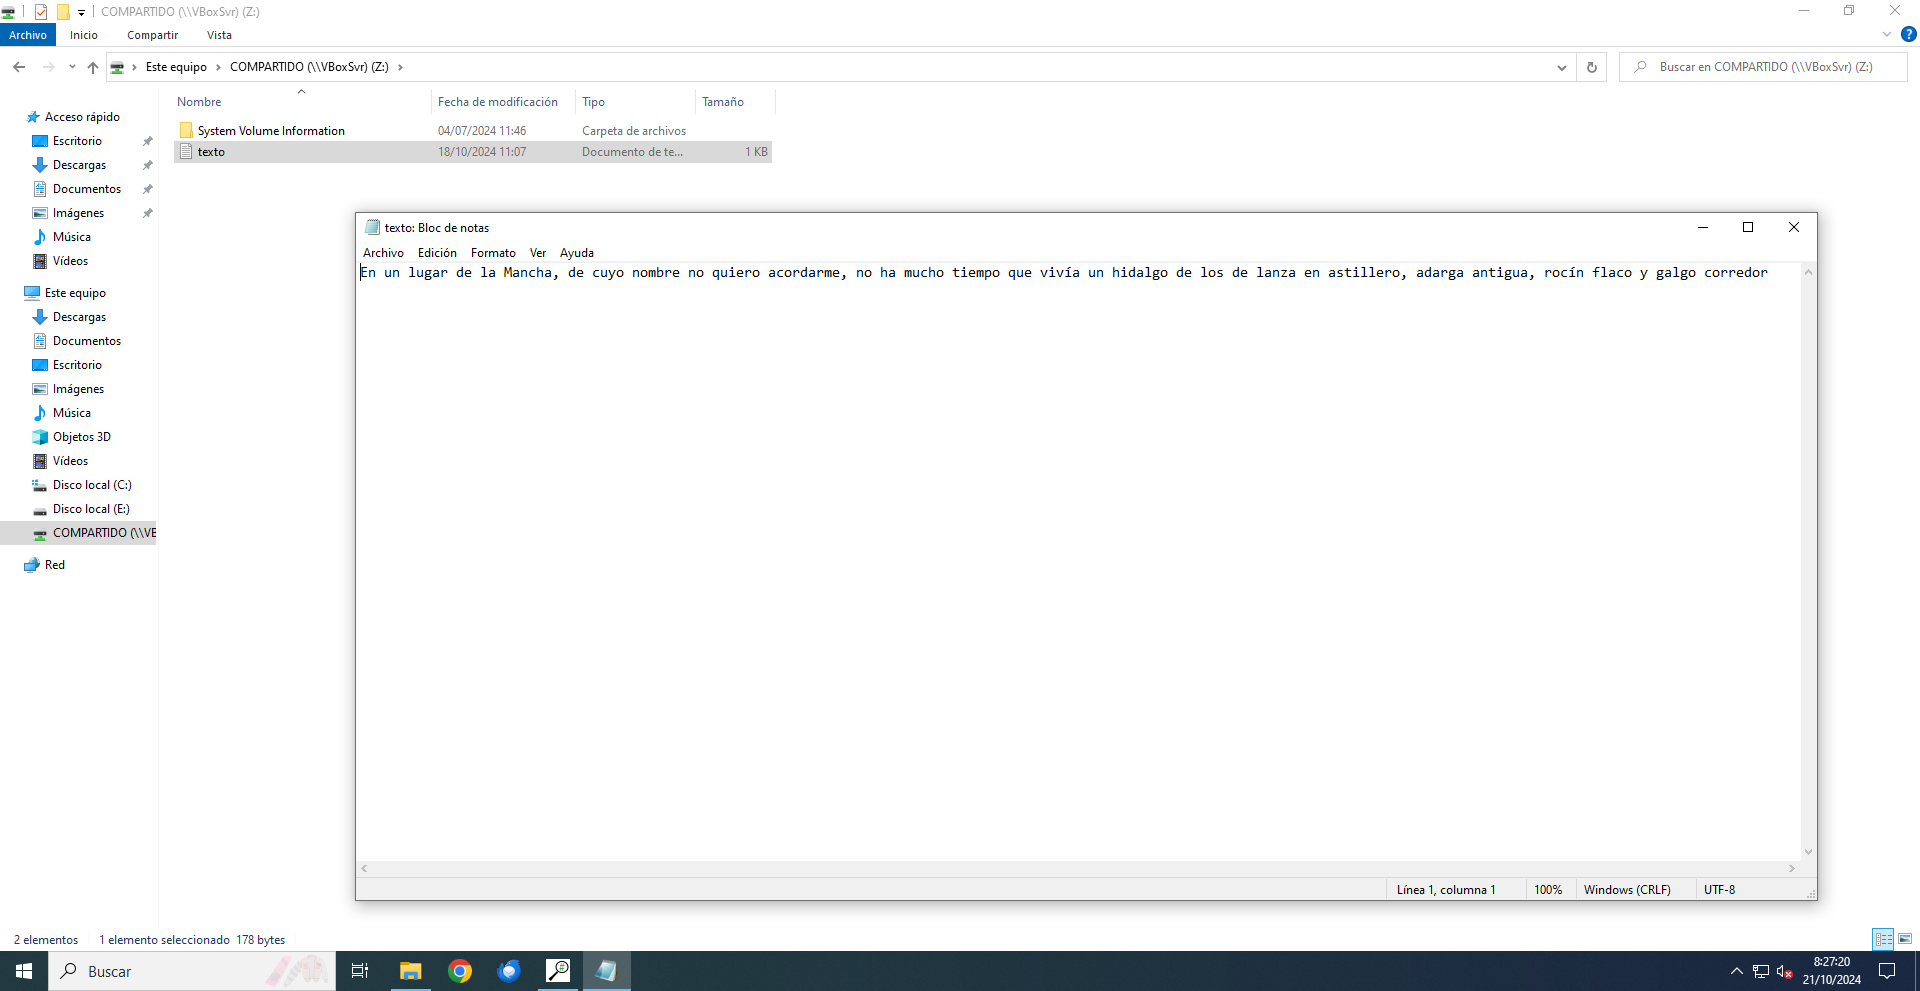 COMPARTIDO (\\VBoxSvr) (Z:)
Archivo Inicio Compartir Vista
Este equipo COMPARTIDO (\\VBoxSvr) (Z:)
Buscar en COMPARTIDO (\\VBoxSvr) (Z:)
Nombre Fecha de modificación Tipo Tamaño
System Volume Information 04/07/2024 11:46 Carpeta de archivos
texto 18/10/2024 11:07 Documento de te... 1 KB
Acceso rápido
Escritorio
Descargas
Documentos
Imágenes
Música
Vídeos
Este equipo
Descargas
Documentos
Escritorio
Imágenes
Música
Objetos 3D
Vídeos
Disco local (C:)
Disco local (E:)
COMPARTIDO (\\VE
Red
texto: Bloc de notas
Archivo Edición Formato Ver Ayuda
En un lugar de la Mancha, de cuyo nombre no quiero acordarme, no ha mucho tiempo que vivía un hidalgo de los de lanza en astillero, adarga antigua, rocín flaco y galgo corredor
Línea 1, columna 1 100% Windows (CRLF) UTF-8
2 elementos 1 elemento seleccionado 178 bytes
Buscar
8:27:20
21/10/2024